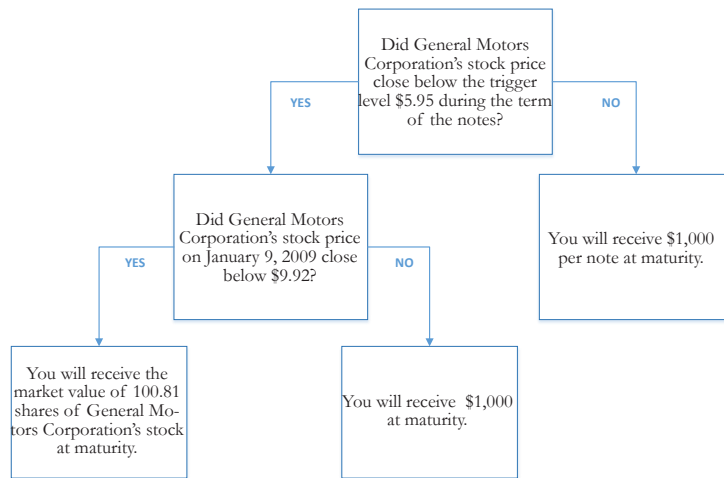 Did General Motors
Corporation's stock price
close below the trigger
level $5.95 during the term
of the notes?
YES
NO
Did General Motors
Corporation's stock price
on January 9, 2009 close
below $9.92?
You will receive $1,000
per note at maturity.
YES
NO
You will receive the
market value of 100.81
shares of General Mo-
tors Corporation's stock
at maturity.
You will receive $1,000
at maturity.